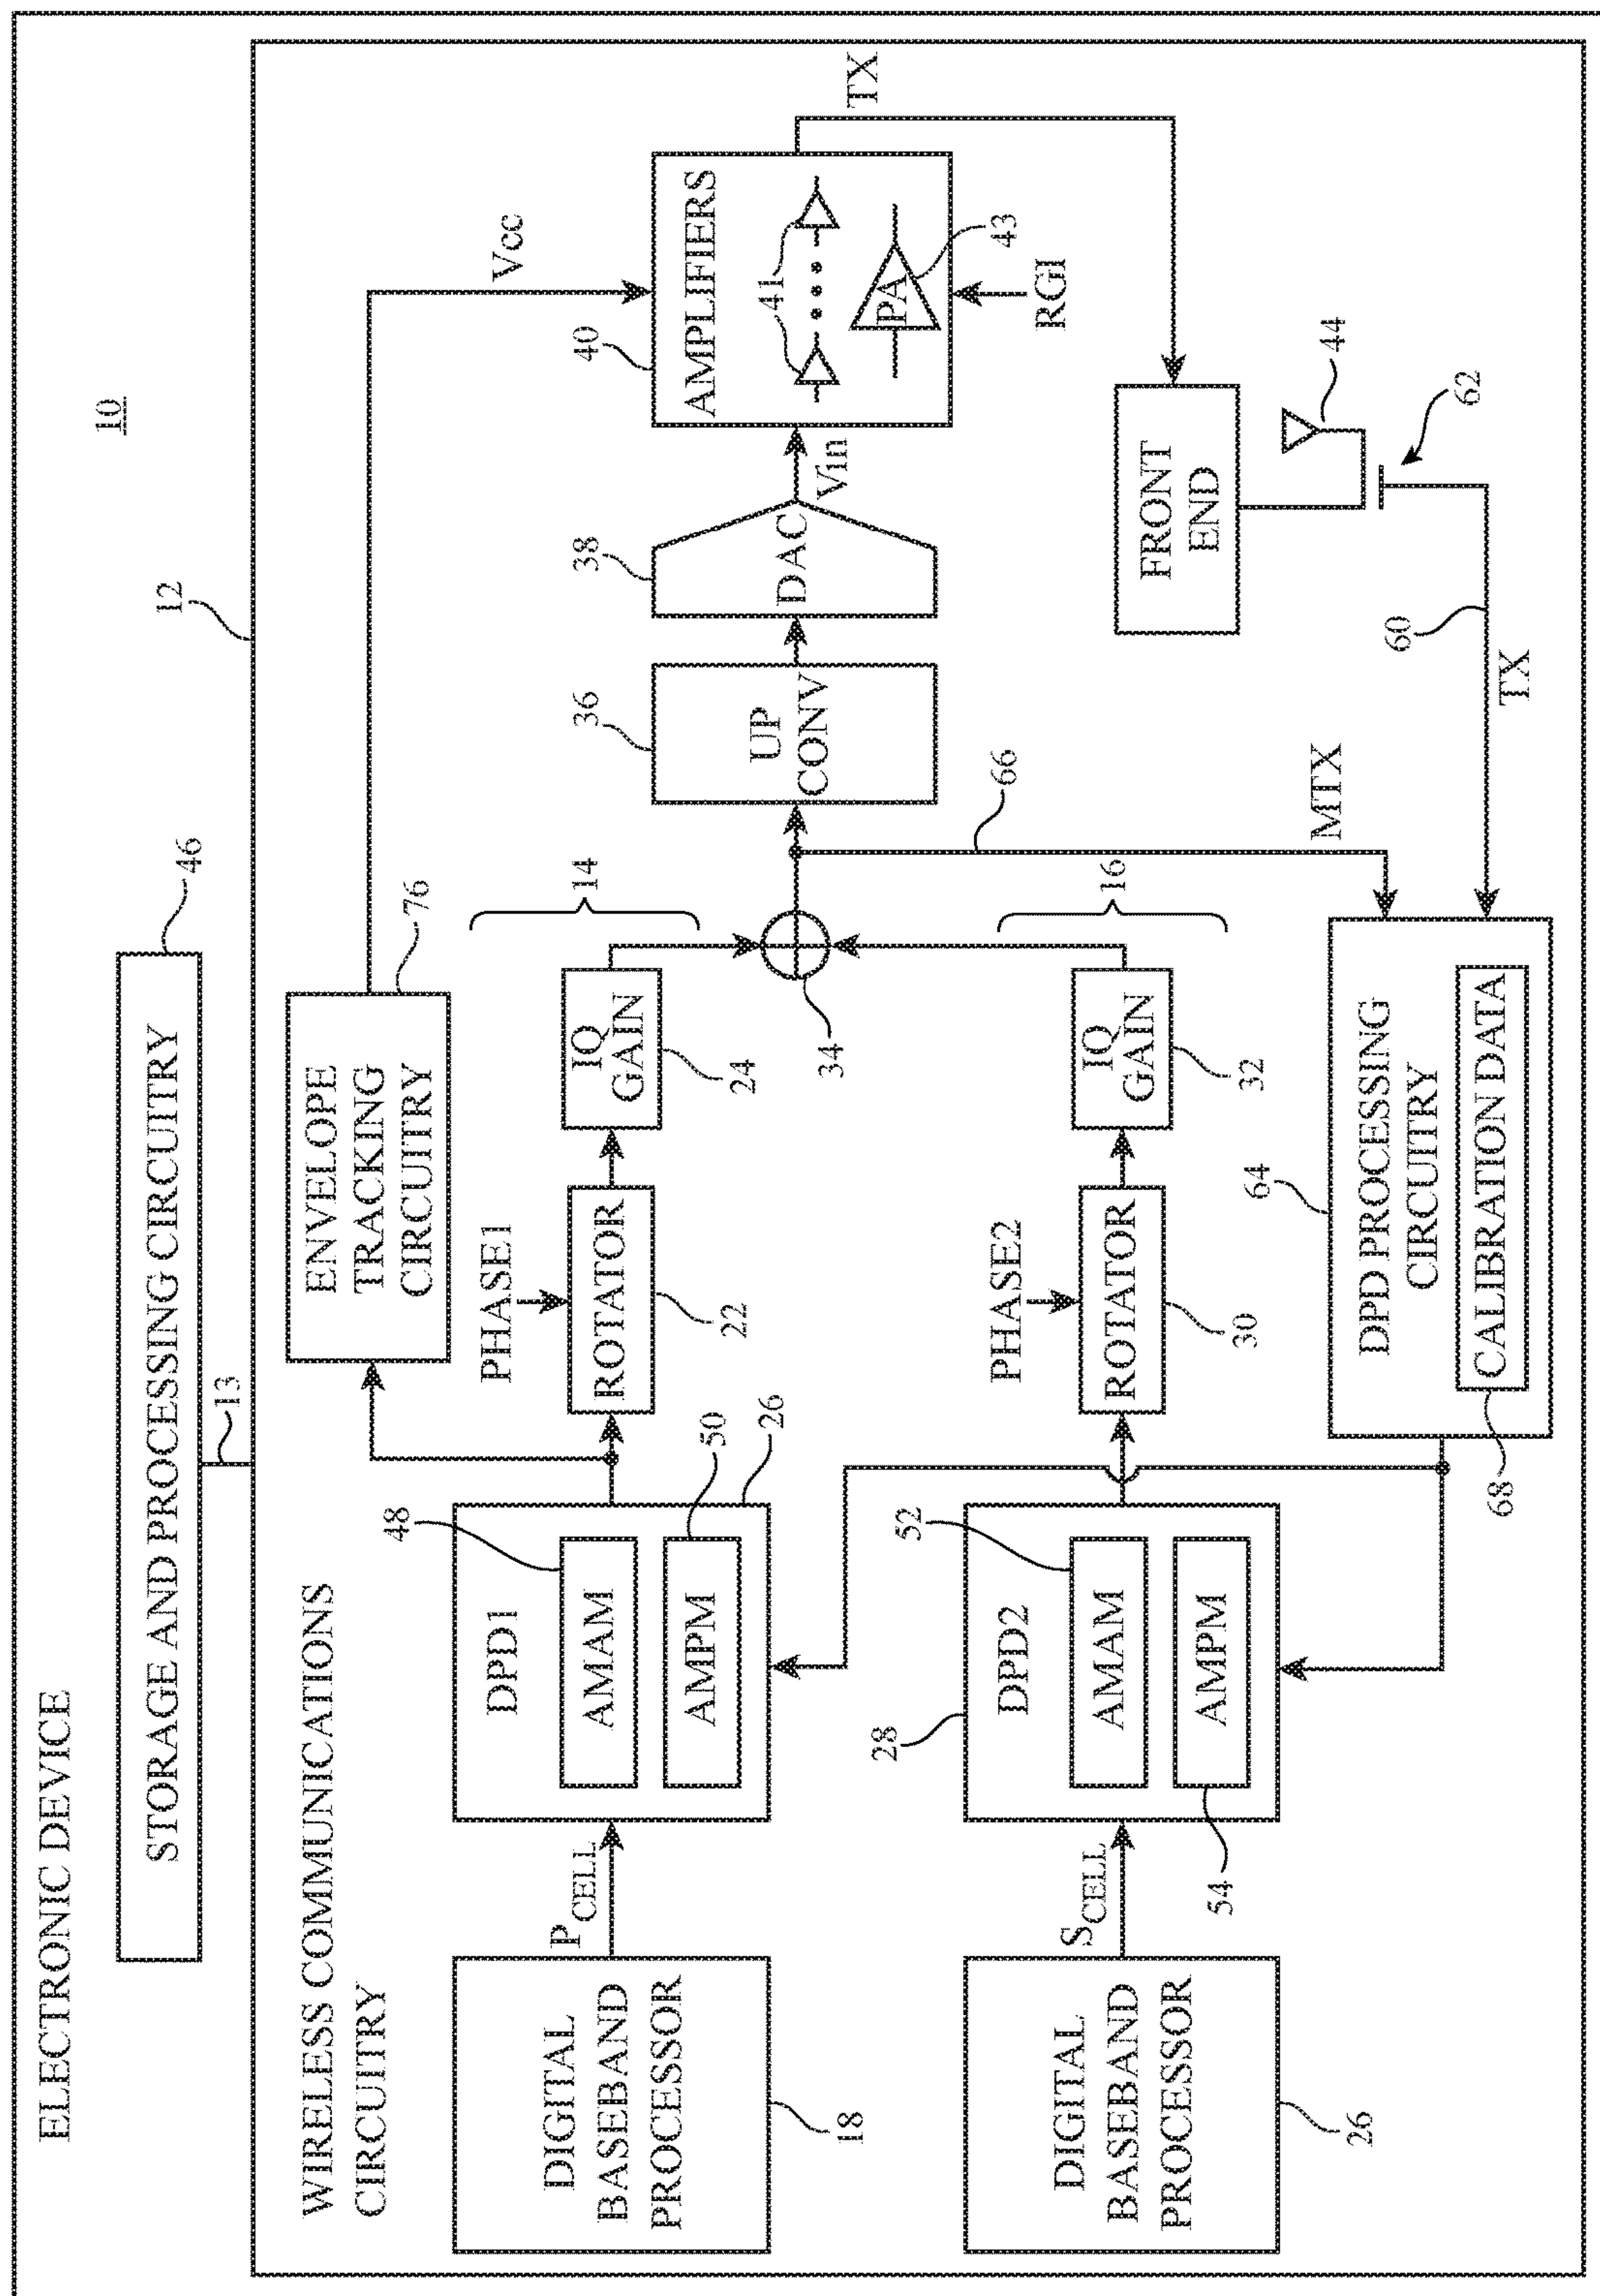 ELECTRONIC DEVICE
10
STORAGE AND PROCESSING CIRCUITRY
46
13
12
WIRELESS COMMUNICATIONS
CIRCUITRY
ENVELOPE
TRACKING
CIRCUITRY
76
Vcc
DIGITAL
BASEBAND
PROCESSOR
18
PCELL
DPD1
48
AMAM
50
AMPM
26
PHASE1
ROTATOR
22
IQ
GAIN
24
14
34
UP
CONV
36
DAC
38
Vin
AMPLIFIERS
40
41
PA
43
RGI
TX
DIGITAL
BASEBAND
PROCESSOR
26
SCELL
DPD2
28
52
AMAM
AMPM
54
PHASE2
ROTATOR
30
IQ
GAIN
32
16
66
MTX
FRONT
END
44
62
60
TX
DPD PROCESSING
CIRCUITRY
64
CALIBRATION DATA
68